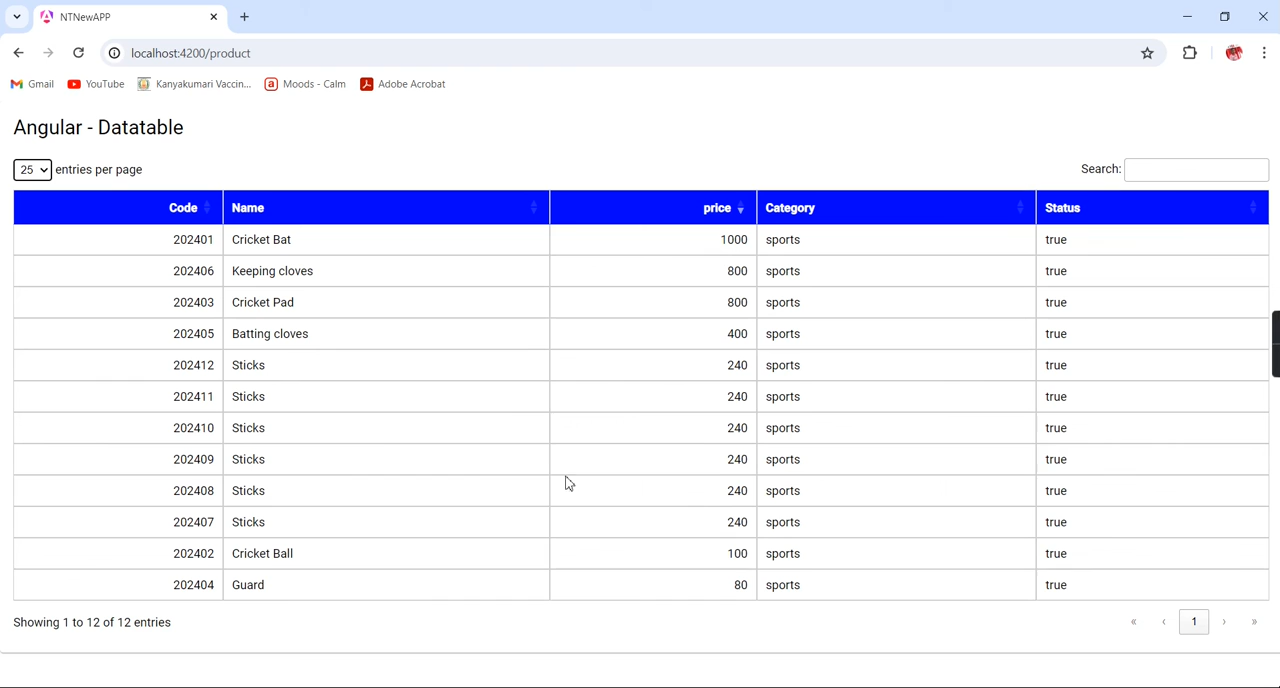 NTNewAPP
localhost:4200/product
Gmail YouTube Kanyakumari Vaccin... Moods - Calm Adobe Acrobat
Angular - Datatable
25 entries per page Search:
Code Name price Category Status
202401 Cricket Bat 1000 sports true
202406 Keeping cloves 800 sports true
202403 Cricket Pad 800 sports true
202405 Batting cloves 400 sports true
202412 Sticks 240 sports true
202411 Sticks 240 sports true
202410 Sticks 240 sports true
202409 Sticks 240 sports true
202408 Sticks 240 sports true
202407 Sticks 240 sports true
202402 Cricket Ball 100 sports true
202404 Guard 80 sports true
Showing 1 to 12 of 12 entries « ‹ 1 › »